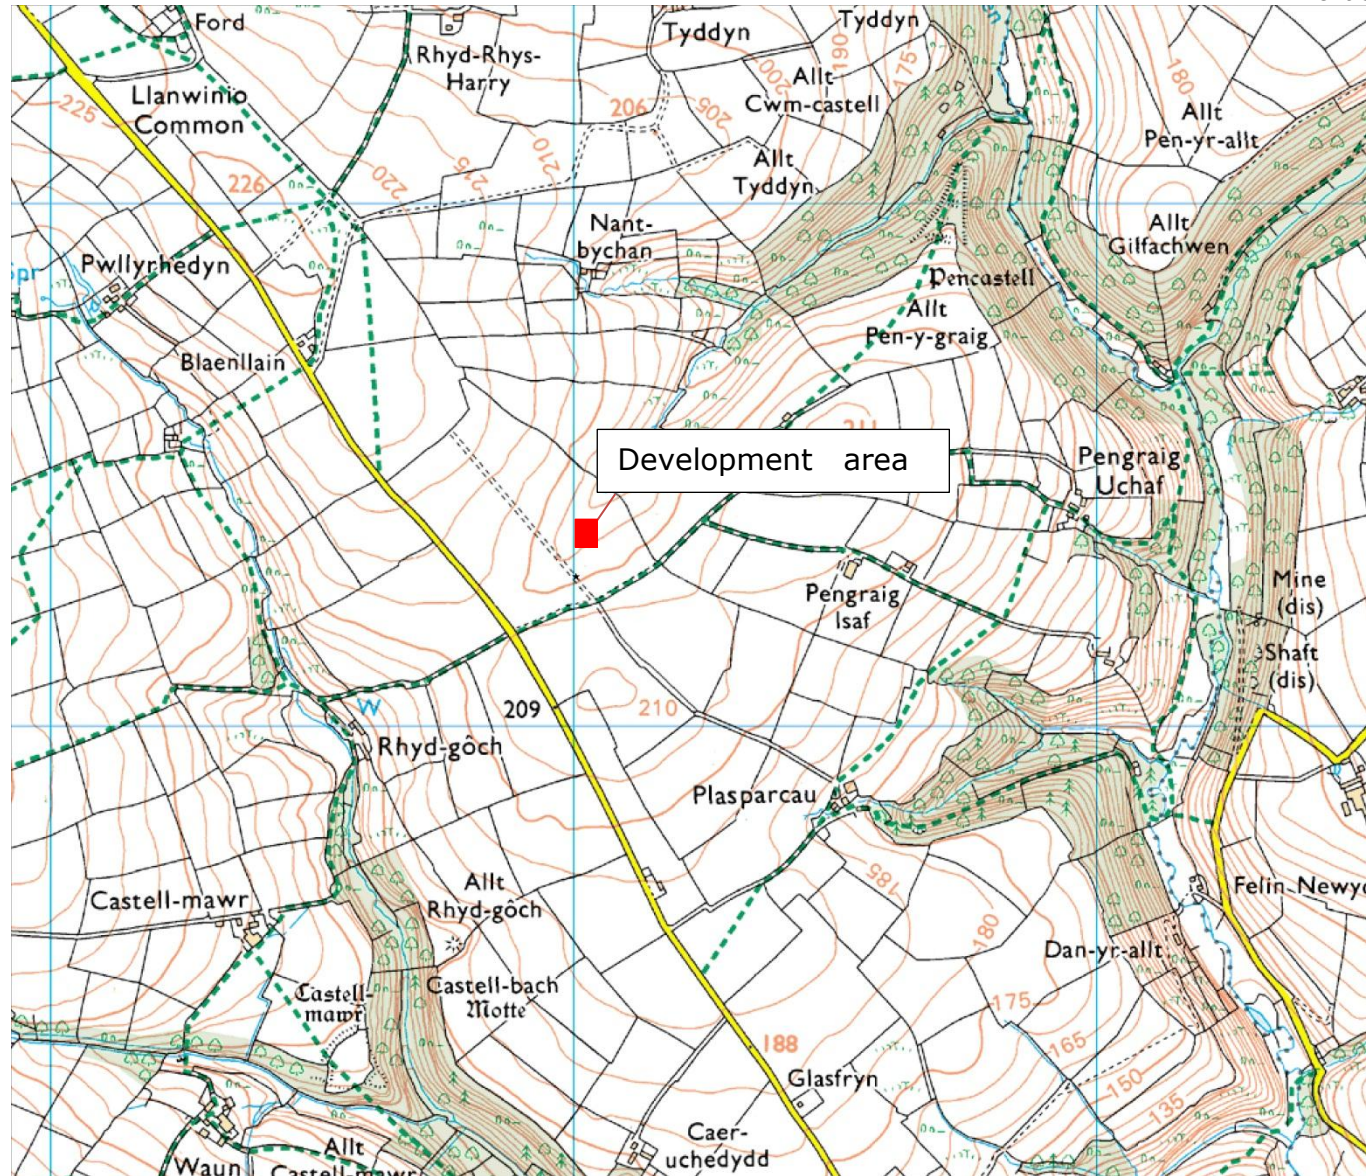 Ford
Tyddyn
Tyddyn
Rhyd-Rhys-
Harry
Llanwinio
Common
225
226
220
215
210
206
205
200
190
175
180
Allt
Cwm-castell
Allt
Pen-yr-allt
Allt
Tyddyn
Nant-
bychan
Allt
Gilfachwen
Spr
Pwllyrhedyn
Pencastell
Allt
Pen-y-graig
Blaenllain
Development area
Pengraig
Uchaf
Pengraig
Isaf
Mine
(dis)
Shaft
(dis)
W
209
210
Rhyd-gôch
Plasparcau
185
180
Castell-mawr
Allt
Rhyd-gôch
Felin-Newyd
Dan-yr-allt
Castell-
mawr
Castell-bach
Motte
175
165
150
135
188
Glasfryn
Caer-
uchedydd
Allt
Castell-mawr
Waun